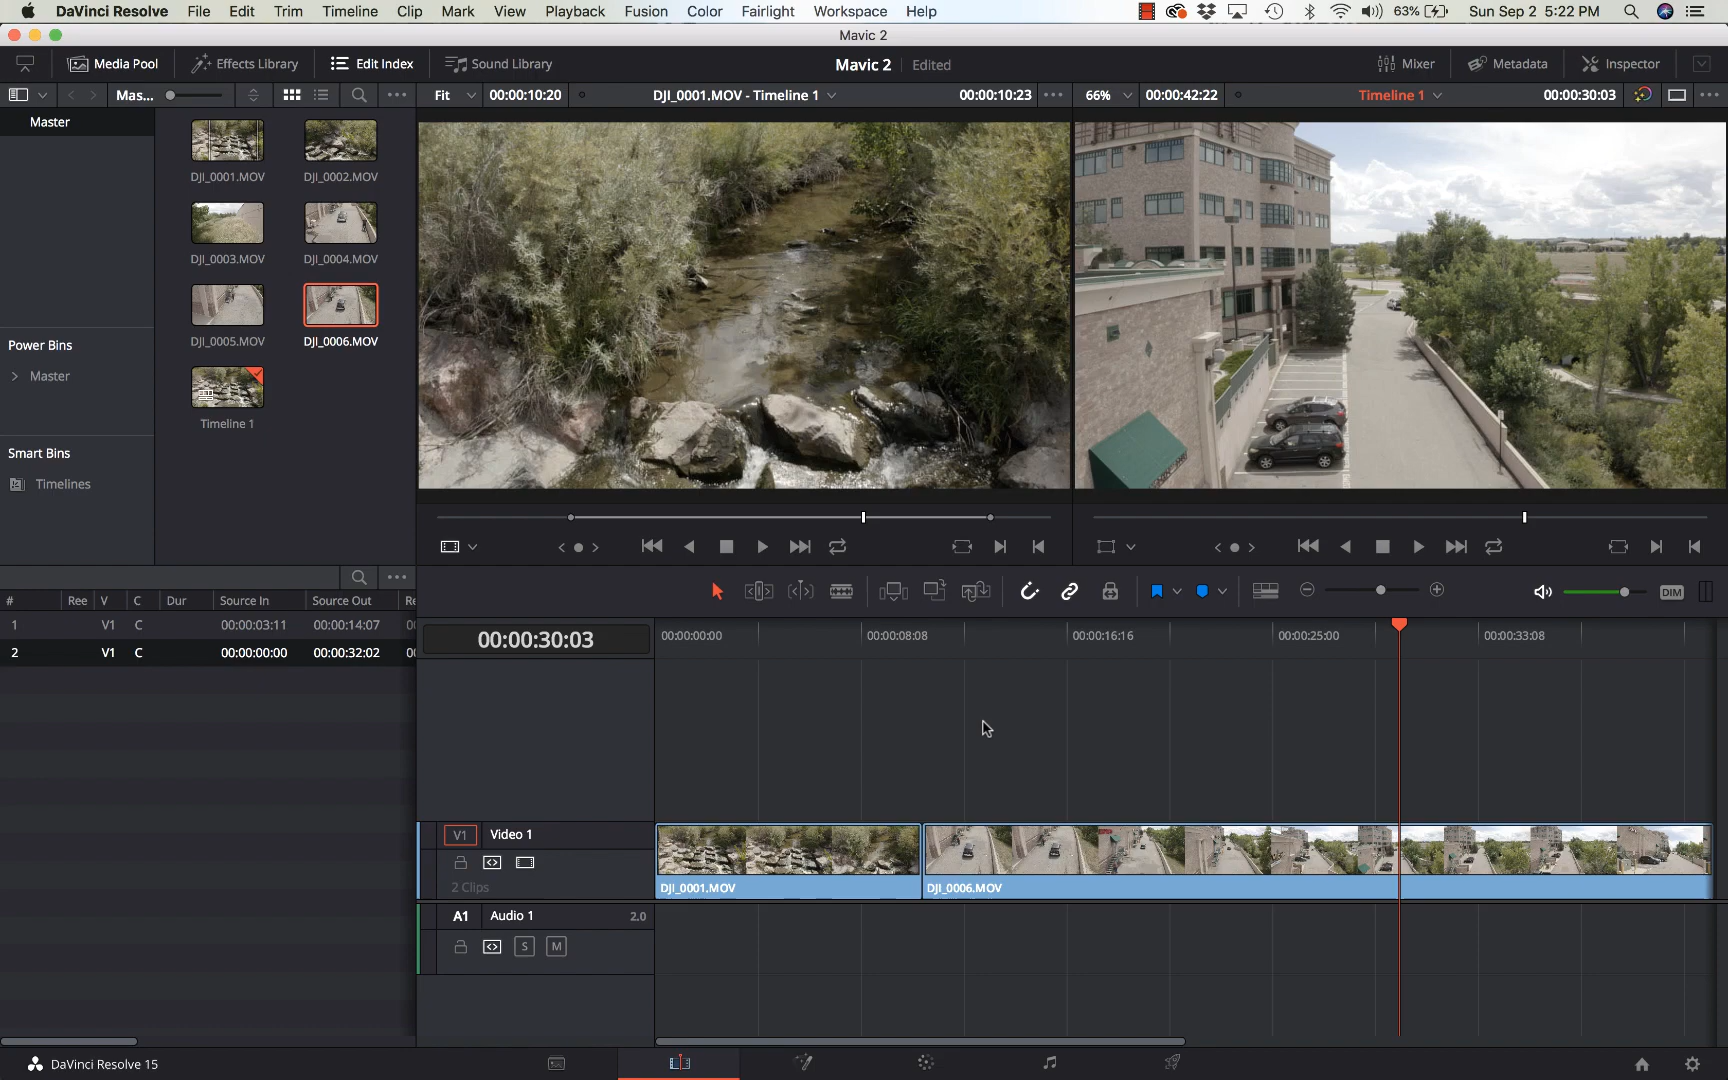 DaVinci Resolve File Edit Trim Timeline Clip Mark View Playback Fusion Color Fairlight Workspace Help 63% Sun Sep 2 5:22 PM
Mavic 2
Media Pool Effects Library Edit Index Sound Library Mavic 2 Edited Mixer Metadata Inspector
Mas... Fit 00:00:10:20 DJI_0001.MOV - Timeline 1 00:00:10:23 66% 00:00:42:22 Timeline 1 00:00:30:03
Master
DJI_0001.MOV DJI_0002.MOV
DJI_0003.MOV DJI_0004.MOV
DJI_0005.MOV DJI_0006.MOV
Power Bins
Master
Timeline 1
Smart Bins
Timelines
DIM
# Ree V C Dur Source In Source Out Re
1 V1 C 00:00:03:11 00:00:14:07 00
2 V1 C 00:00:00:00 00:00:32:02 00
00:00:30:03 00:00:00:00 00:00:08:08 00:00:16:16 00:00:25:00 00:00:33:08
V1 Video 1
2 Clips
DJI_0001.MOV DJI_0006.MOV
A1 Audio 1 2.0
S M
DaVinci Resolve 15